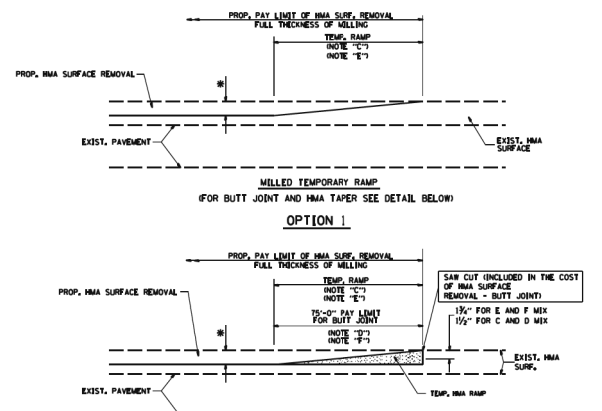 PROP. PAY LIMIT OF HMA SURF. REMOVAL
FULL THICKNESS OF MILLING
TEMP. RAMP
(NOTE "C")
(NOTE "E")
PROP. HMA SURFACE REMOVAL
*
EXIST. PAVEMENT
EXIST. HMA
SURFACE
MILLED TEMPORARY RAMP
(FOR BUTT JOINT AND HMA TAPER SEE DETAIL BELOW)
OPTION 1
PROP. PAY LIMIT OF HMA SURF. REMOVAL
FULL THICKNESS OF MILLING
TEMP. RAMP
(NOTE "C")
(NOTE "E")
SAW CUT (INCLUDED IN THE COST
OF HMA SURFACE
REMOVAL - BUTT JOINT)
PROP. HMA SURFACE REMOVAL
75'-0" PAY LIMIT
FOR BUTT JOINT
(NOTE "D")
(NOTE "F")
1¾" FOR E AND F MIX
1½" FOR C AND D MIX
*
EXIST. HMA
SURF.
EXIST. PAVEMENT
TEMP. HMA RAMP